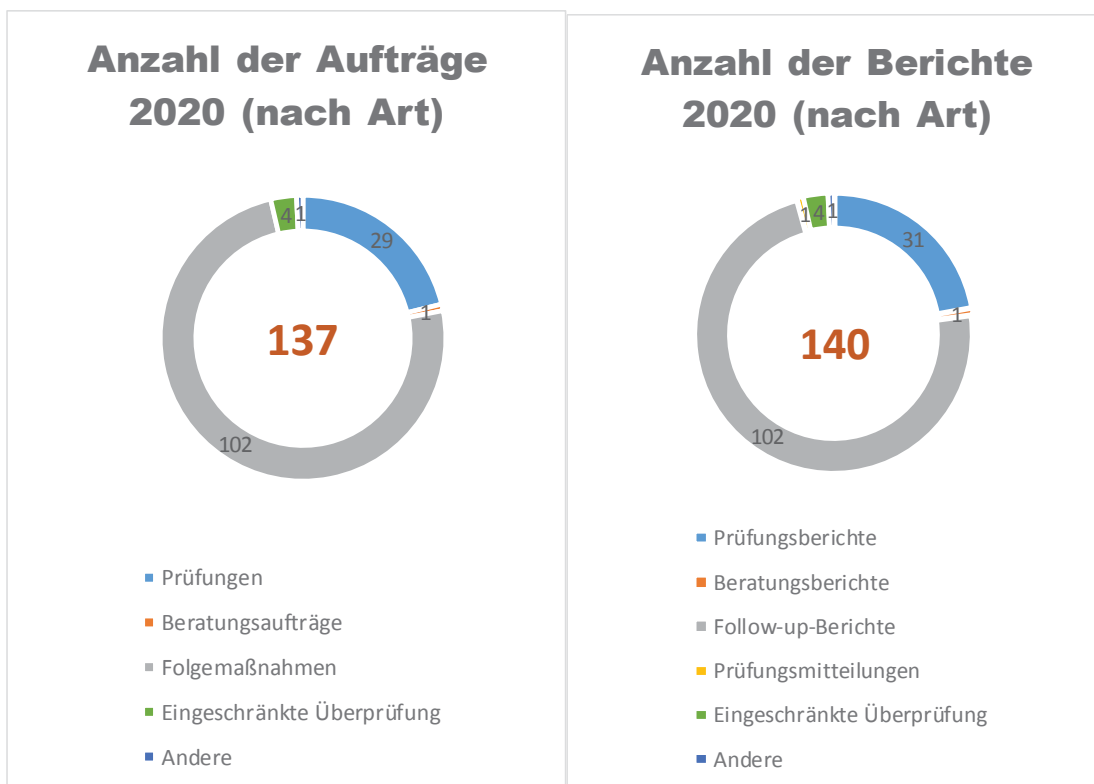 Anzahl der Aufträge
2020 (nach Art)
4
1
29
1
137
102
Prüfungen
Beratungsaufträge
Folgemaßnahmen
Eingeschränkte Überprüfung
Andere
Anzahl der Berichte
2020 (nach Art)
1
4
1
31
1
140
102
Prüfungsberichte
Beratungsberichte
Follow-up-Berichte
Prüfungsmitteilungen
Eingeschränkte Überprüfung
Andere